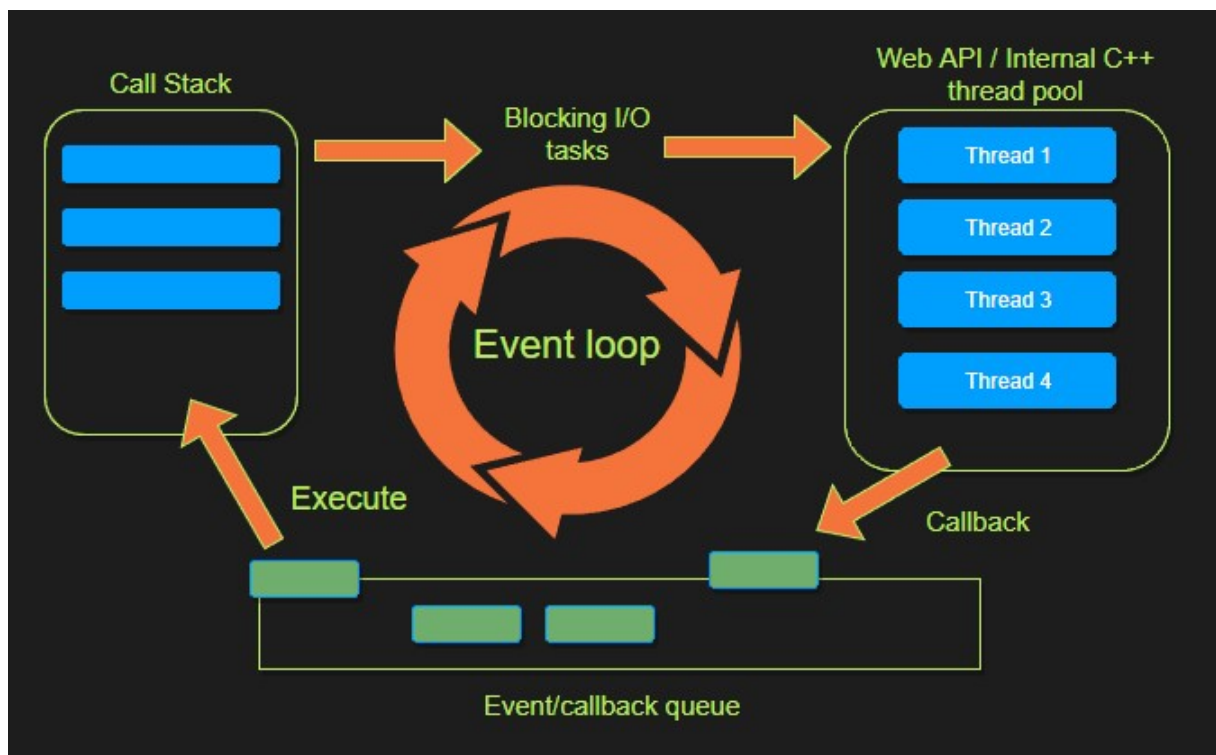 Call Stack
Blocking I/O
tasks
Web API / Internal C++
thread pool
Thread 1
Thread 2
Thread 3
Thread 4
Event loop
Execute
Callback
Event/callback queue